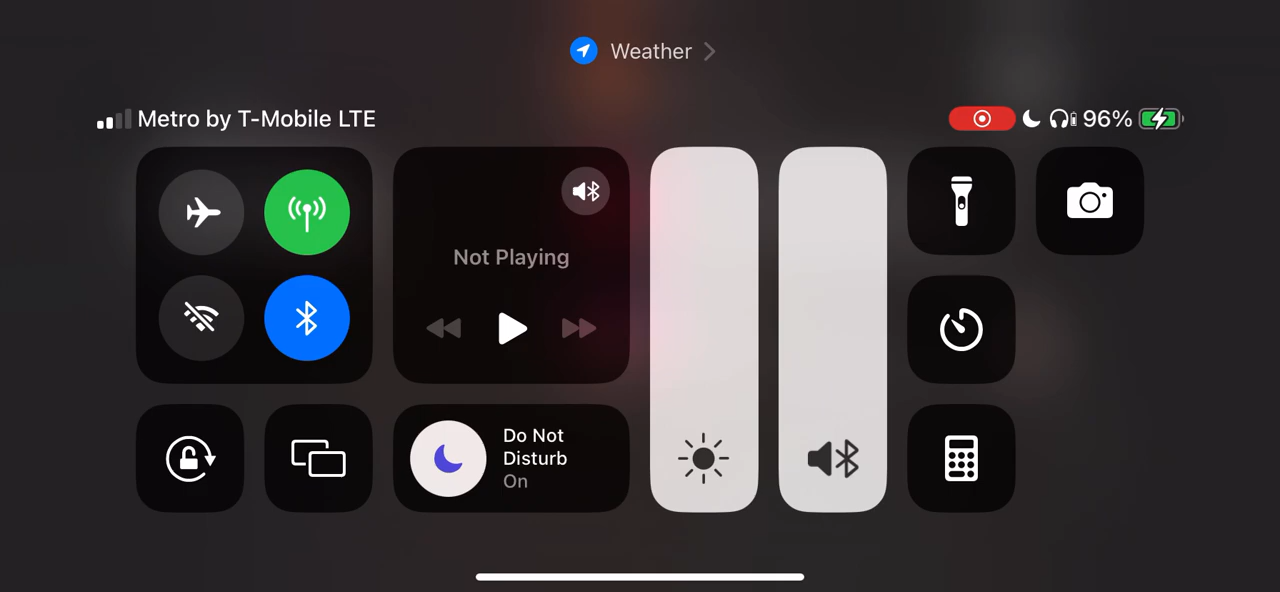 Weather
Metro by T-Mobile LTE
96%
Not Playing
Do Not
Disturb
On